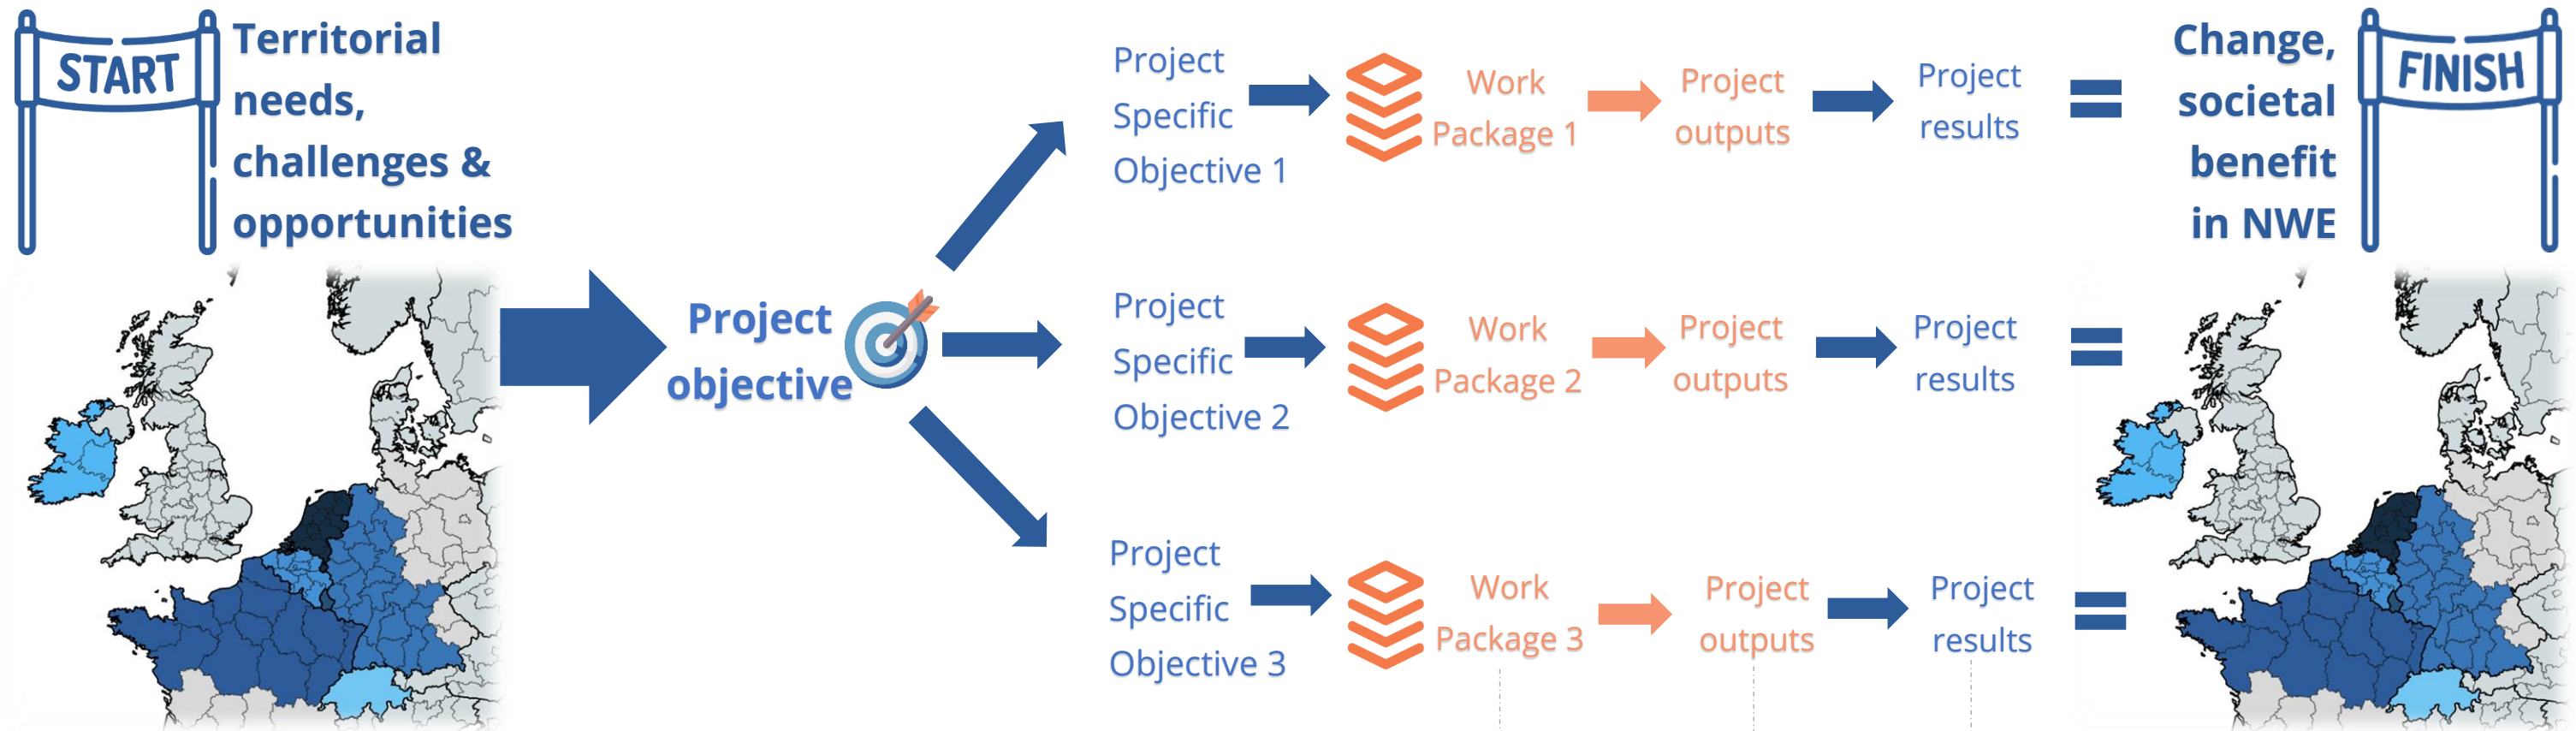 START
Territorial
needs,
challenges &
opportunities
Project
objective
Project
Specific
Objective 1
Work
Package 1
Project
outputs
Project
results
=
Project
Specific
Objective 2
Work
Package 2
Project
outputs
Project
results
=
Project
Specific
Objective 3
Work
Package 3
Project
outputs
Project
results
=
Change,
societal
benefit
in NWE
FINISH